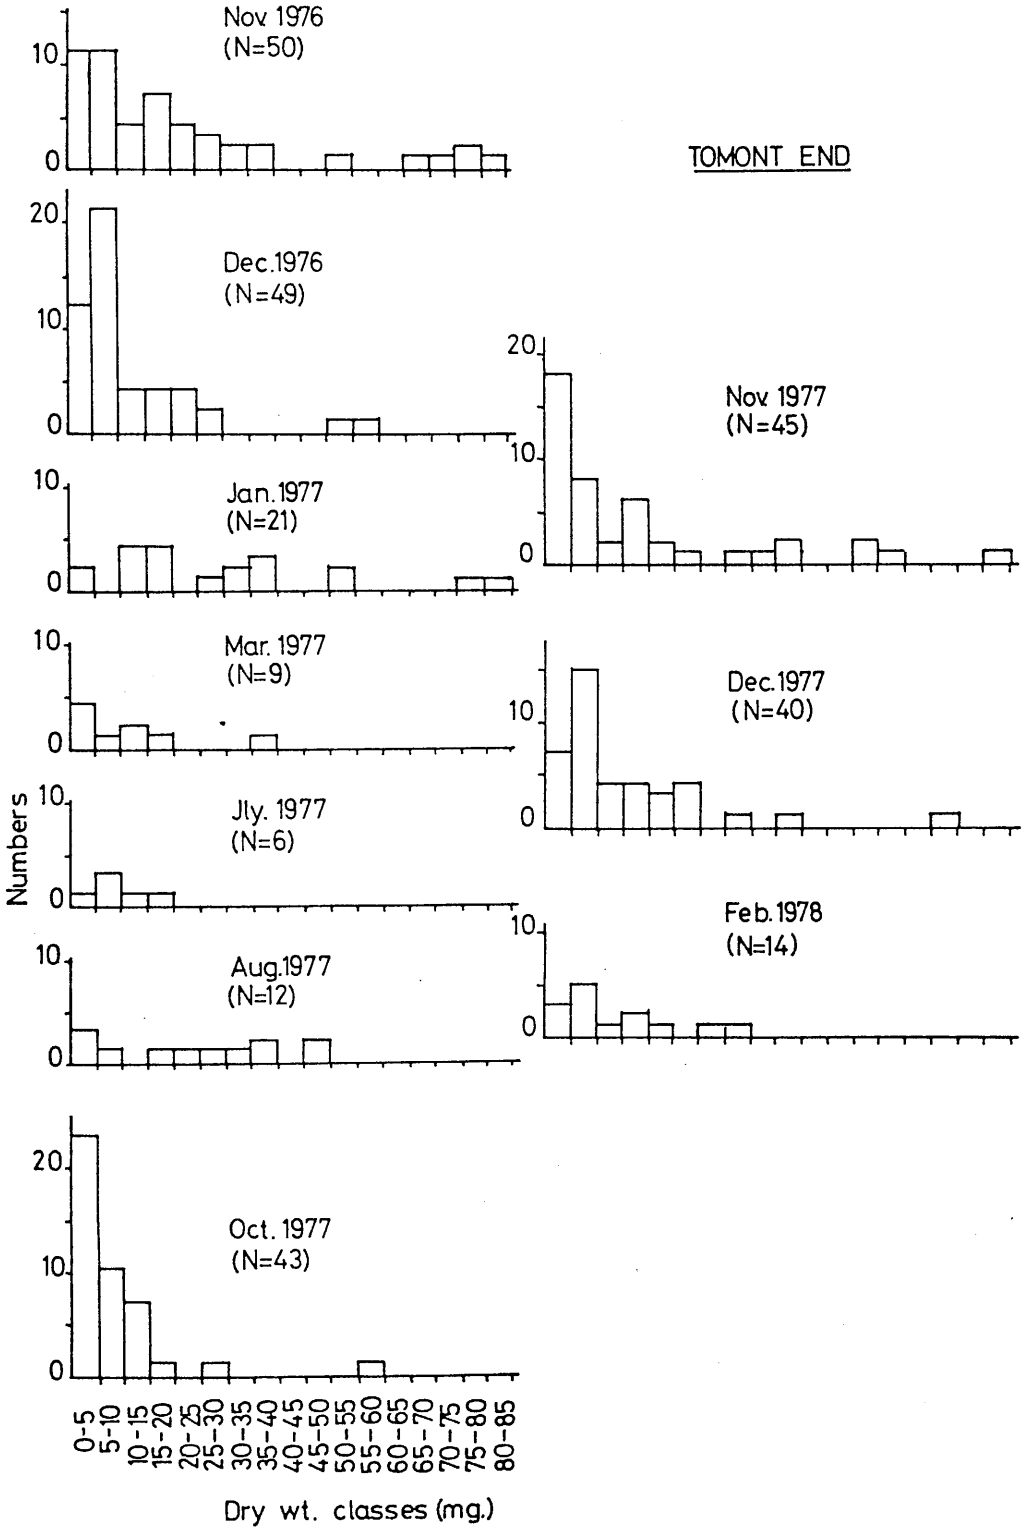 Nov. 1976
(N=50)
10
0
TOMONT END
20
10
0
Dec.1976
(N=49)
20
10
0
Nov. 1977
(N=45)
10
0
Jan.1977
(N=21)
10
0
Mar. 1977
(N=9)
10
0
Dec.1977
(N=40)
10
0
Jly. 1977
(N=6)
Numbers
10
0
Feb.1978
(N=14)
10
0
Aug.1977
(N=12)
20
10
0
Oct. 1977
(N=43)
0-5
5-10
10-15
15-20
20-25
25-30
30-35
35-40
40-45
45-50
50-55
55-60
60-65
65-70
70-75
75-80
80-85
Dry wt. classes (mg.)